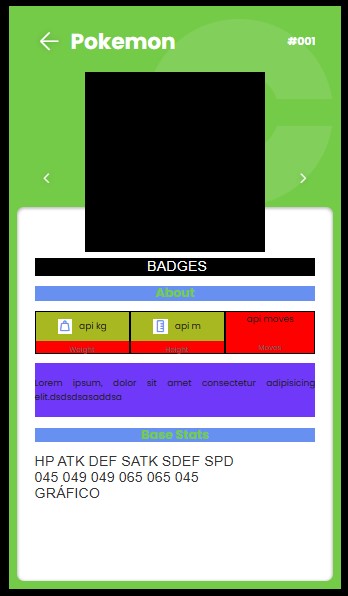 Pokemon #001
BADGES
About
api kg api m api moves
Weight Height Moves
Lorem ipsum, dolor sit amet consectetur adipisicing
elit.dsdsdsasaddsa
Base Stats
HP ATK DEF SATK SDEF SPD
045 049 049 065 065 045
GRÁFICO